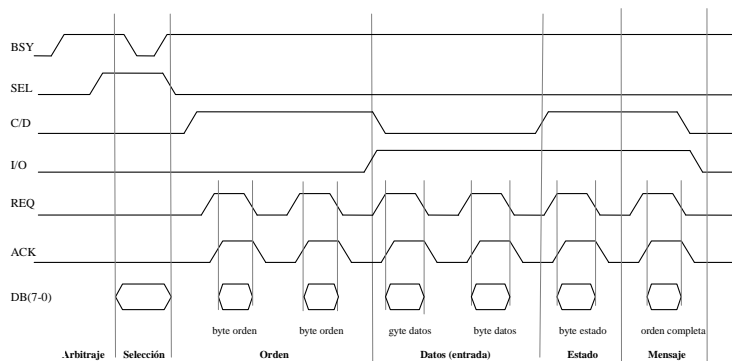 BSY
SEL
C/D
I/O
REQ
ACK
DB(7-0)
byte orden byte orden gyte datos byte datos byte estado orden completa
Arbitraje Selección Orden Datos (entrada) Estado Mensaje